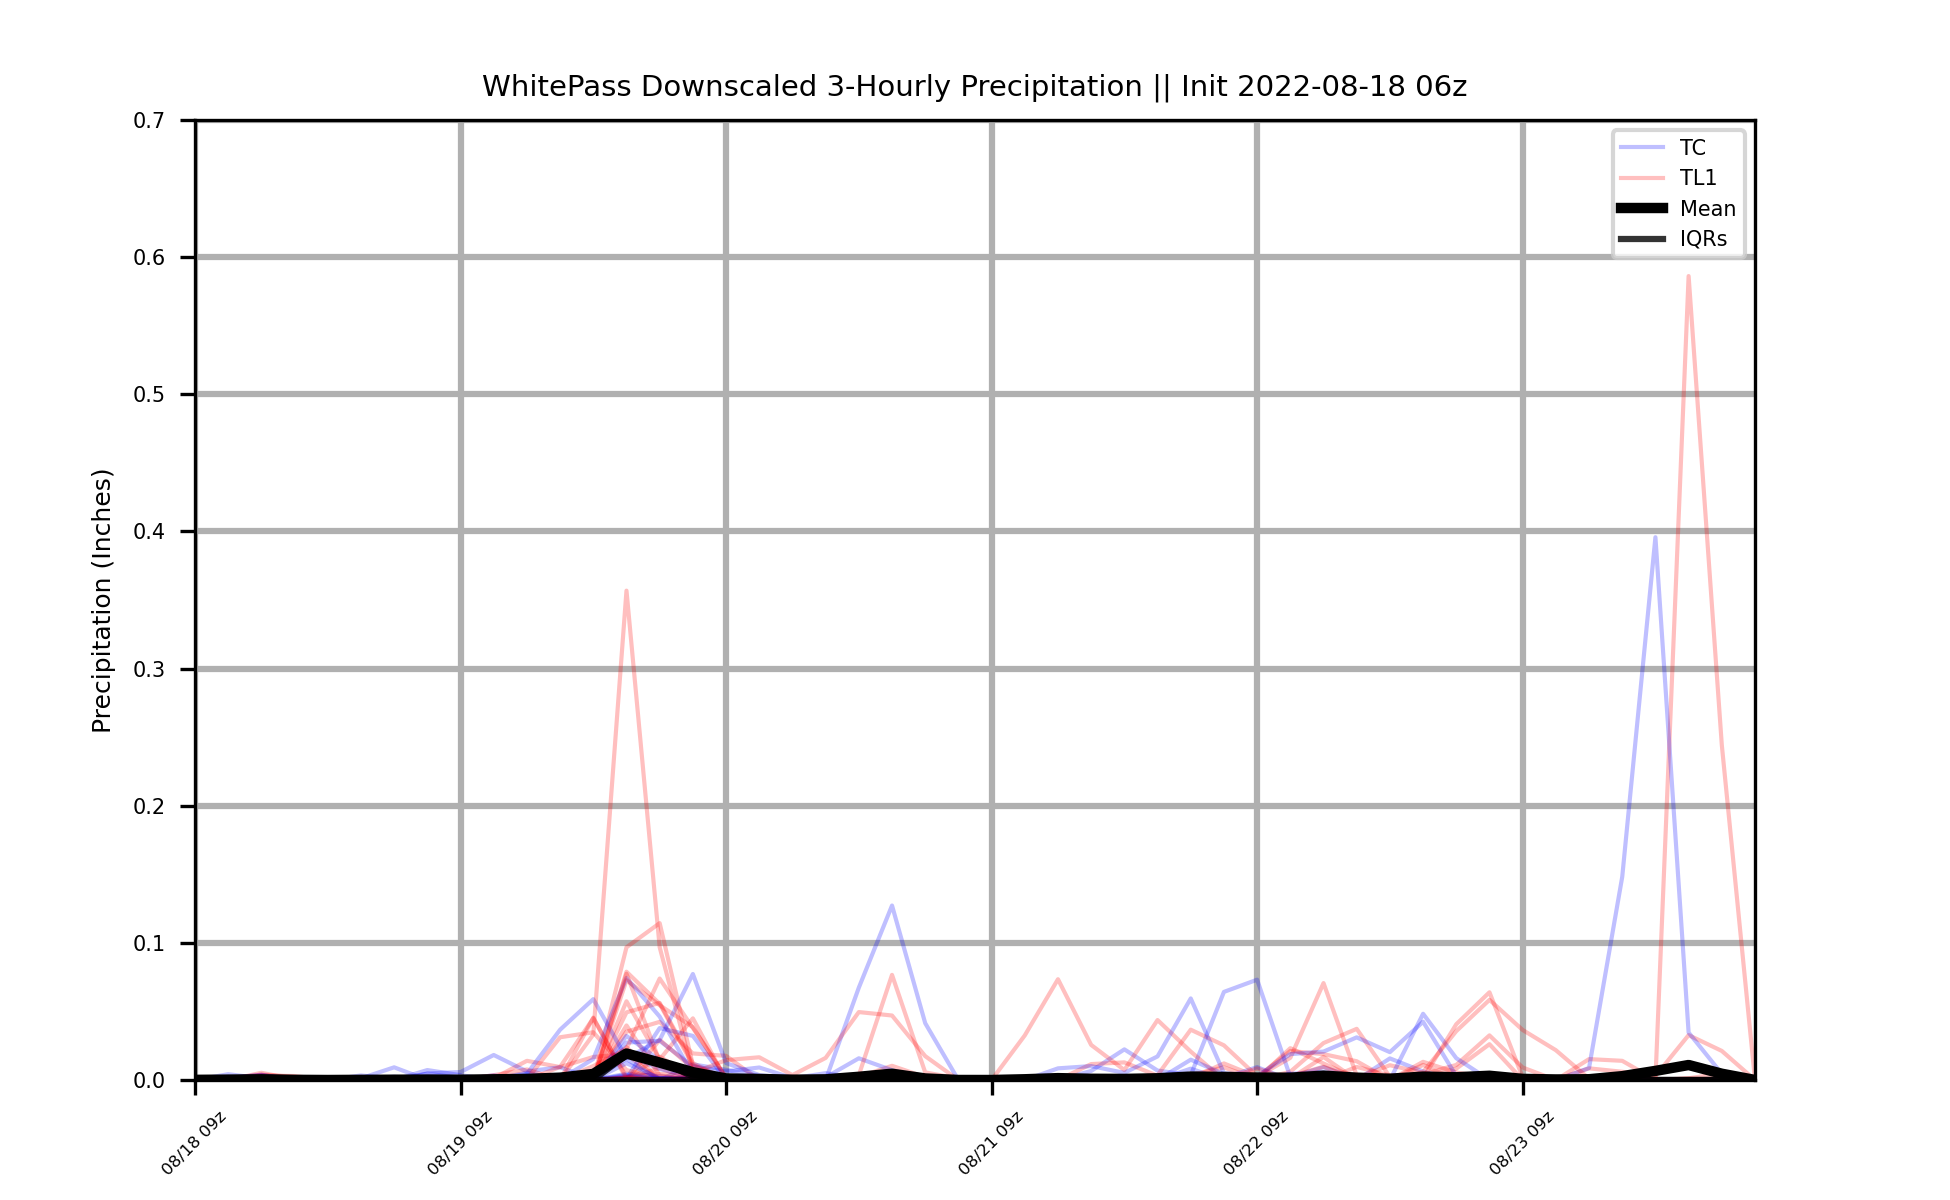 WhitePass Downscaled 3-Hourly Precipitation || Init 2022-08-18 06z
0.7
0.6
0.5
0.4
0.3
0.2
0.1
0.0
Precipitation (Inches)
TC
TL1
Mean
IQRs
08/18 09z
08/19 09z
08/20 09z
08/21 09z
08/22 09z
08/23 09z